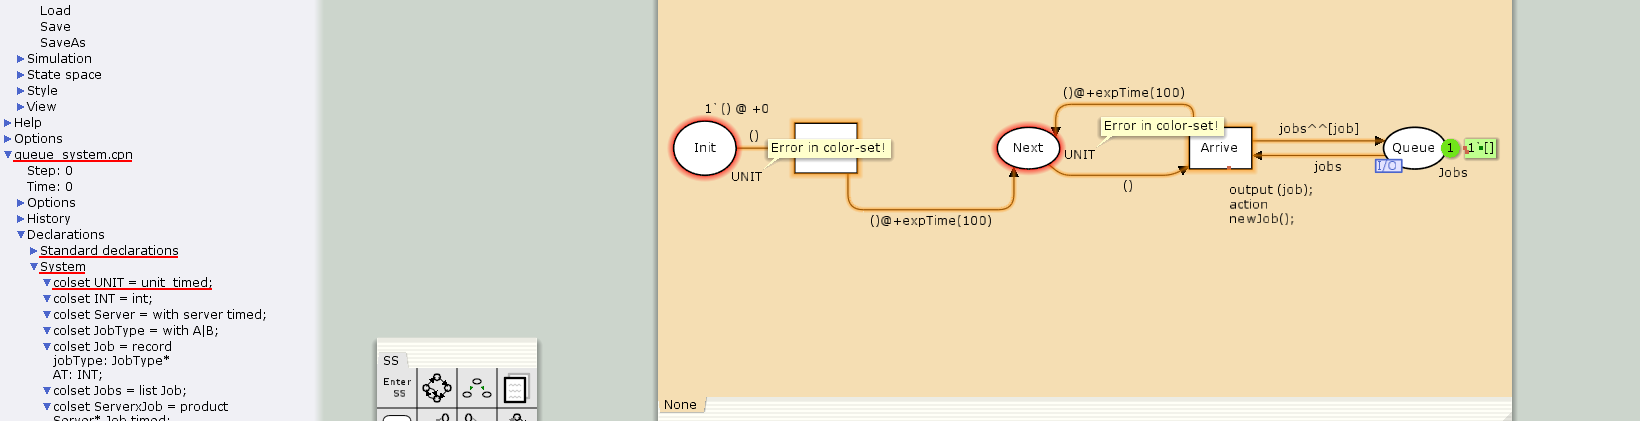 Load
Save
SaveAs
Simulation
State space
Style
View
Help
Options
queue_system.cpn
Step: 0
Time: 0
Options
History
Declarations
Standard declarations
System
colset UNIT = unit timed;
colset INT = int;
colset Server = with server timed;
colset JobType = with A|B;
colset Job = record
jobType: JobType*
AT: INT;
colset Jobs = list Job;
colset ServerxJob = product
Server* Job timed;
SS
Enter
SS
1`() @ +0
Init
UNIT
()
Error in color-set!
()@+expTime(100)
()@+expTime(100)
Next
UNIT
Error in color-set!
()
Arrive
output (job);
action
newJob();
jobs^^[job]
jobs
Queue
I/O
Jobs
1
1`[]
None